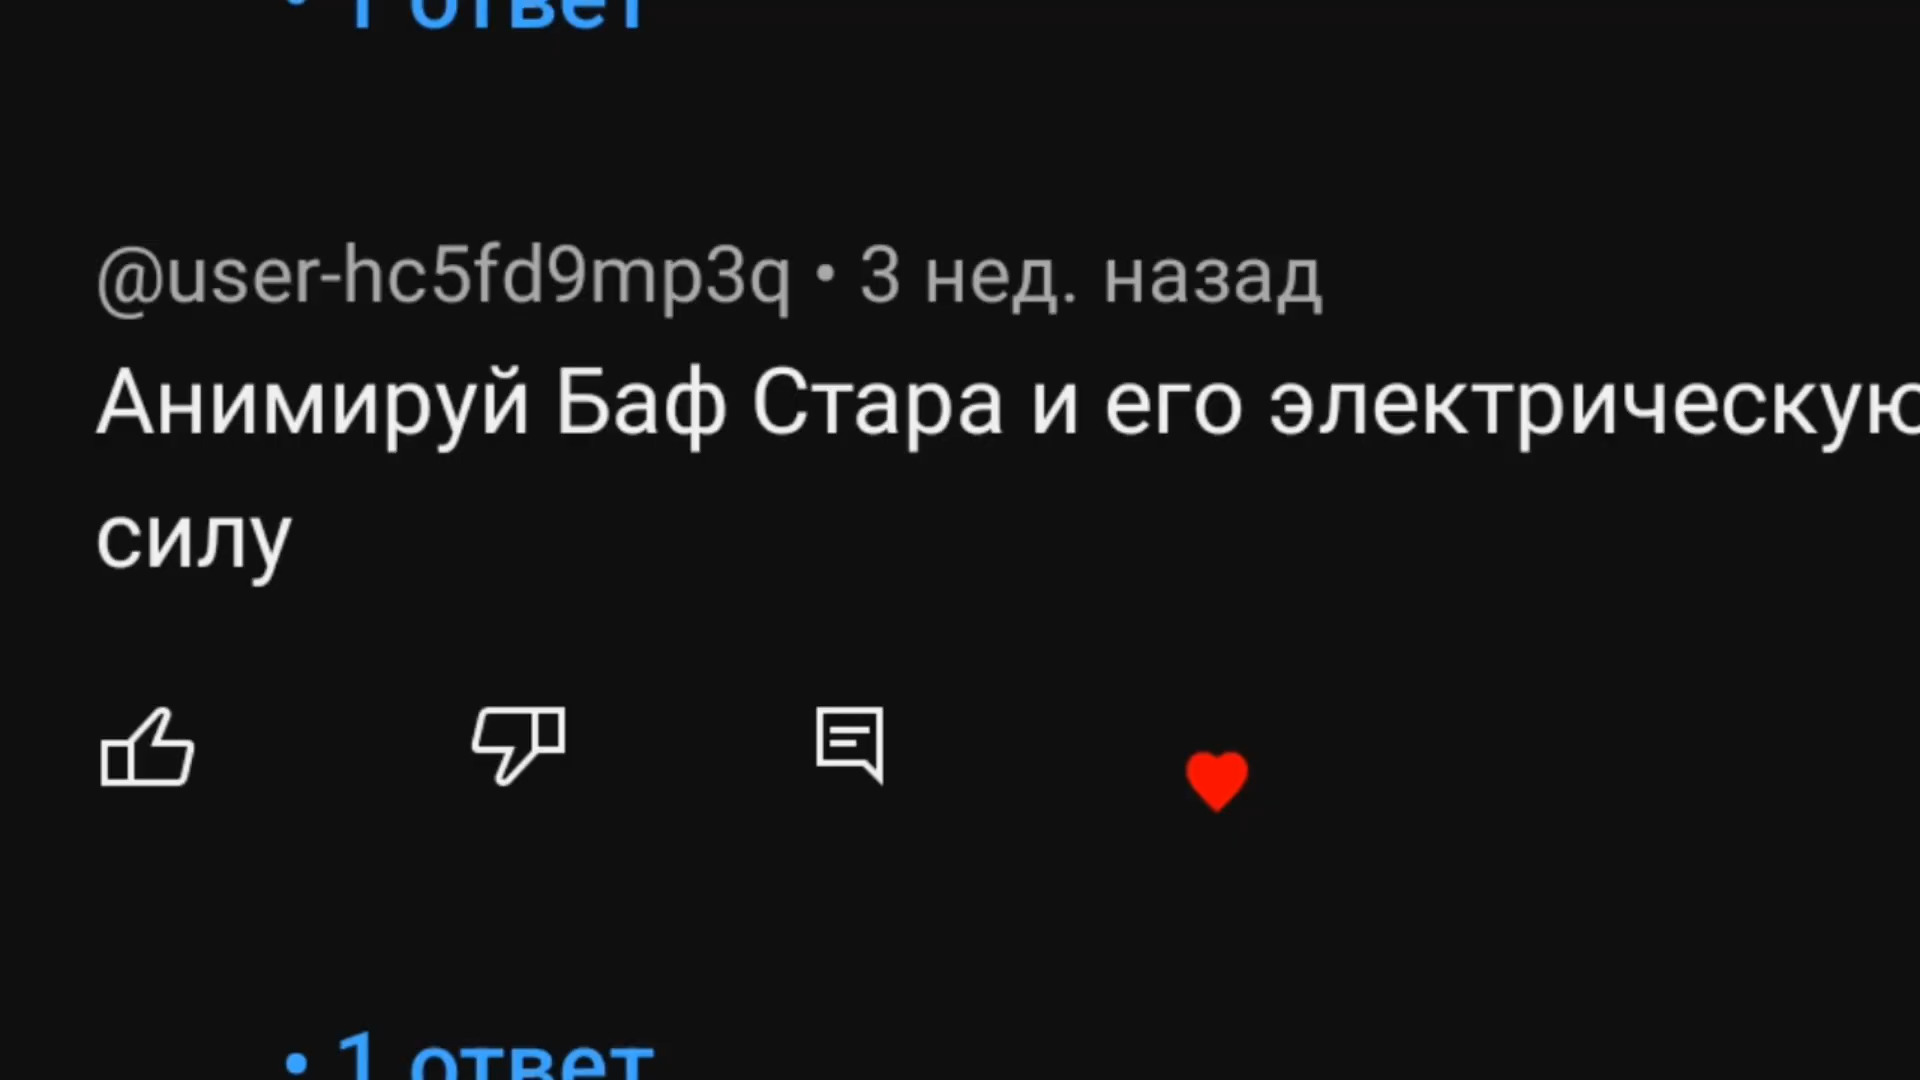 • 1 ответ
@user-hc5fd9mp3q • 3 нед. назад
Анимируй Баф Стара и его электрическую
силу
• 1 ответ